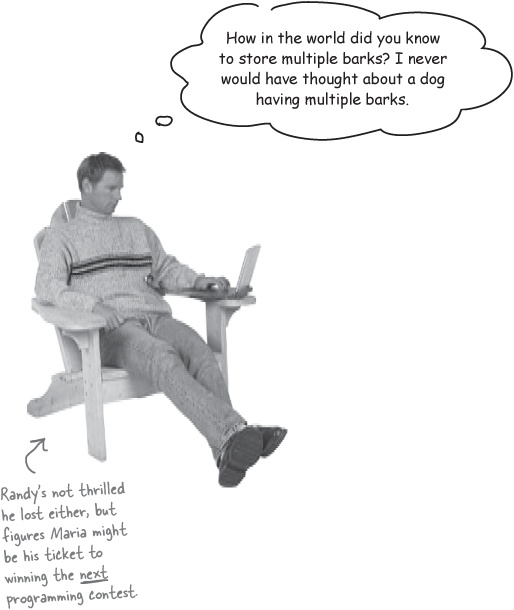 How in the world did you know
to store multiple barks? I never
would have thought about a dog
having multiple barks.
Randy's not thrilled
he lost either, but
figures Maria might
be his ticket to
winning the next
programming contest.